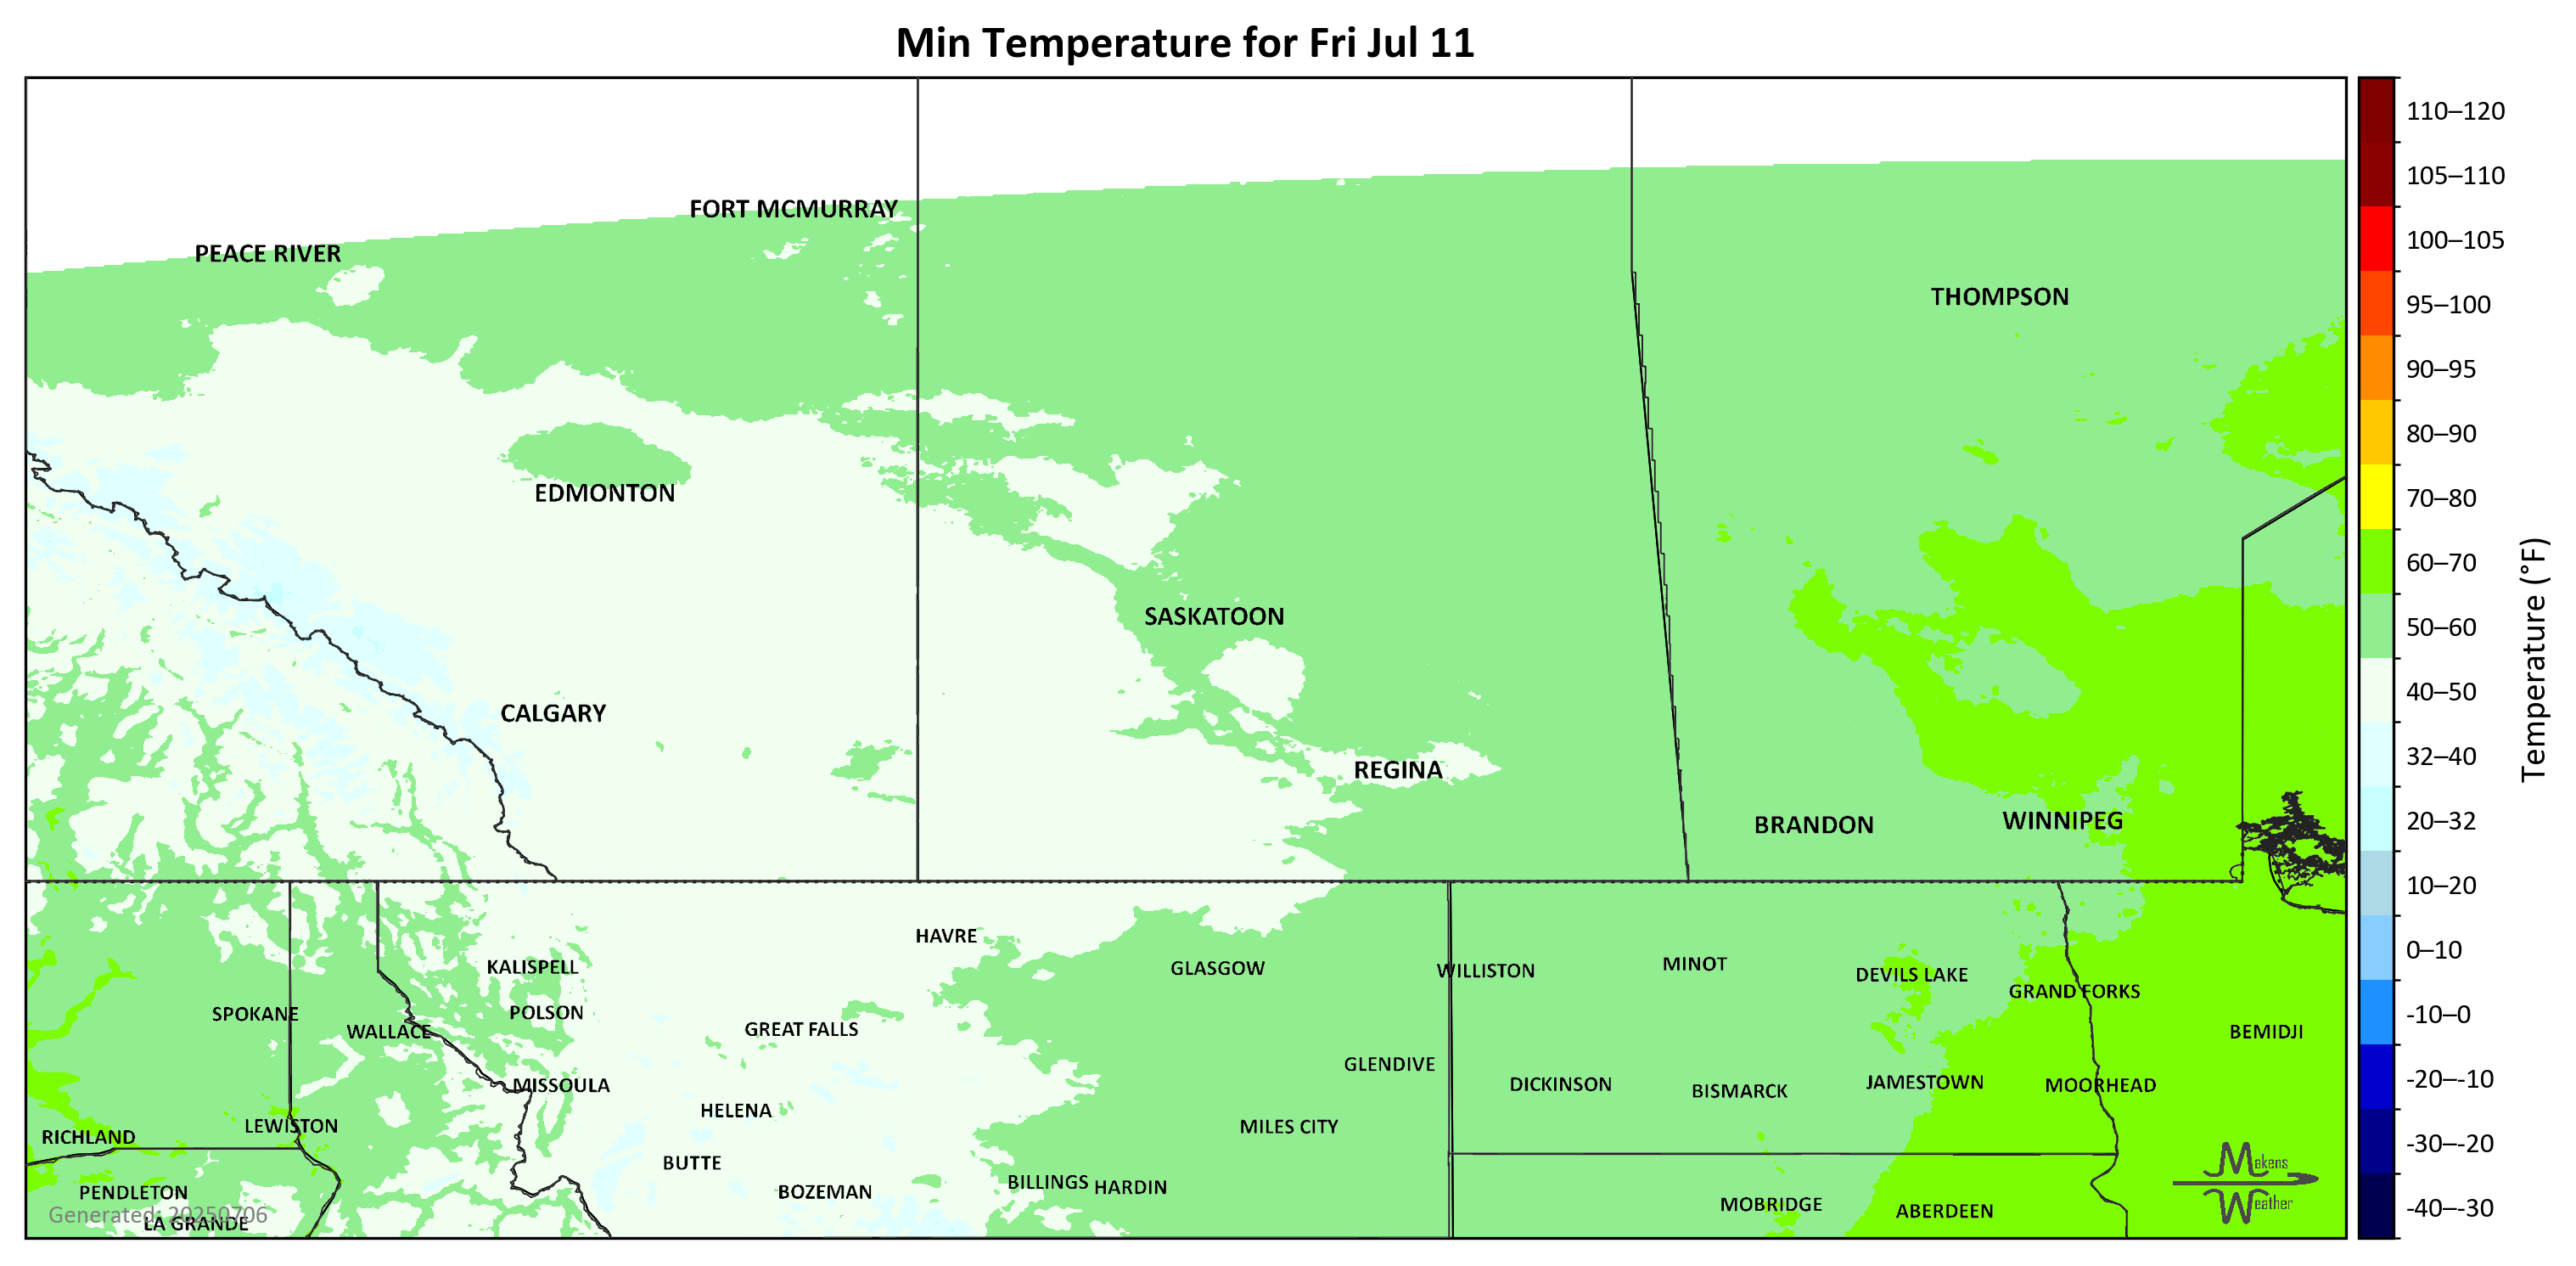 Min Temperature for Fri Jul 11
110–120
105–110
100–105
95–100
90–95
80–90
70–80
60–70
50–60
40–50
32–40
20–32
10–20
0–10
-10–0
-20–-10
-30–-20
-40–-30
Temperature (°F)
FORT MCMURRAY
PEACE RIVER
THOMPSON
EDMONTON
SASKATOON
CALGARY
REGINA
BRANDON
WINNIPEG
HAVRE
KALISPELL
GLASGOW
WILLISTON
MINOT
DEVILS LAKE
GRAND FORKS
SPOKANE
POLSON
WALLACE
GREAT FALLS
BEMIDJI
GLENDIVE
MISSOULA
DICKINSON
BISMARCK
JAMESTOWN
MOORHEAD
HELENA
LEWISTON
MILES CITY
RICHLAND
BUTTE
PENDLETON
BOZEMAN
BILLINGS
HARDIN
MOBRIDGE
ABERDEEN
Generated: 20250706
LA GRANDE
Makens
Weather